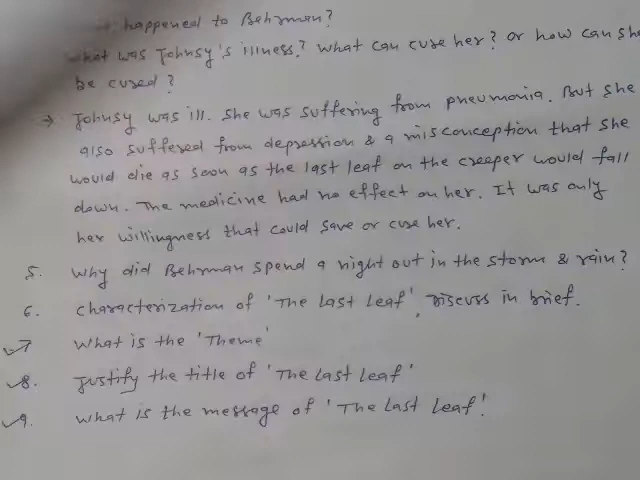 happened to Behrman?
what was Johnsy's illness? What can cure her? or how can she
be cured?
→ Johnsy was ill. She was suffering from pneumonia. But she
also suffered from depression & a misconception that she
would die as soon as the last leaf on the creeper would fall
down. The medicine had no effect on her. It was only
her willingness that could save or cure her.
5. Why did Behrman spend a night out in the storm & rain?
6. Characterization of 'The last Leaf', Discuss in brief.
✓7 What is the 'Theme'
✓8. Justify the title of 'The Last Leaf'
✓9. What is the message of 'The Last Leaf'.